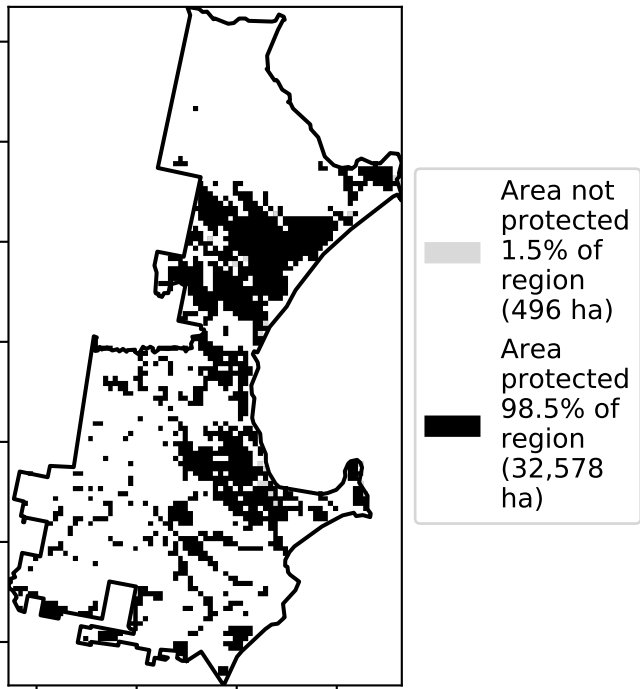 Area not
protected
1.5% of
region
(496 ha)
Area
protected
98.5% of
region
(32,578
ha)